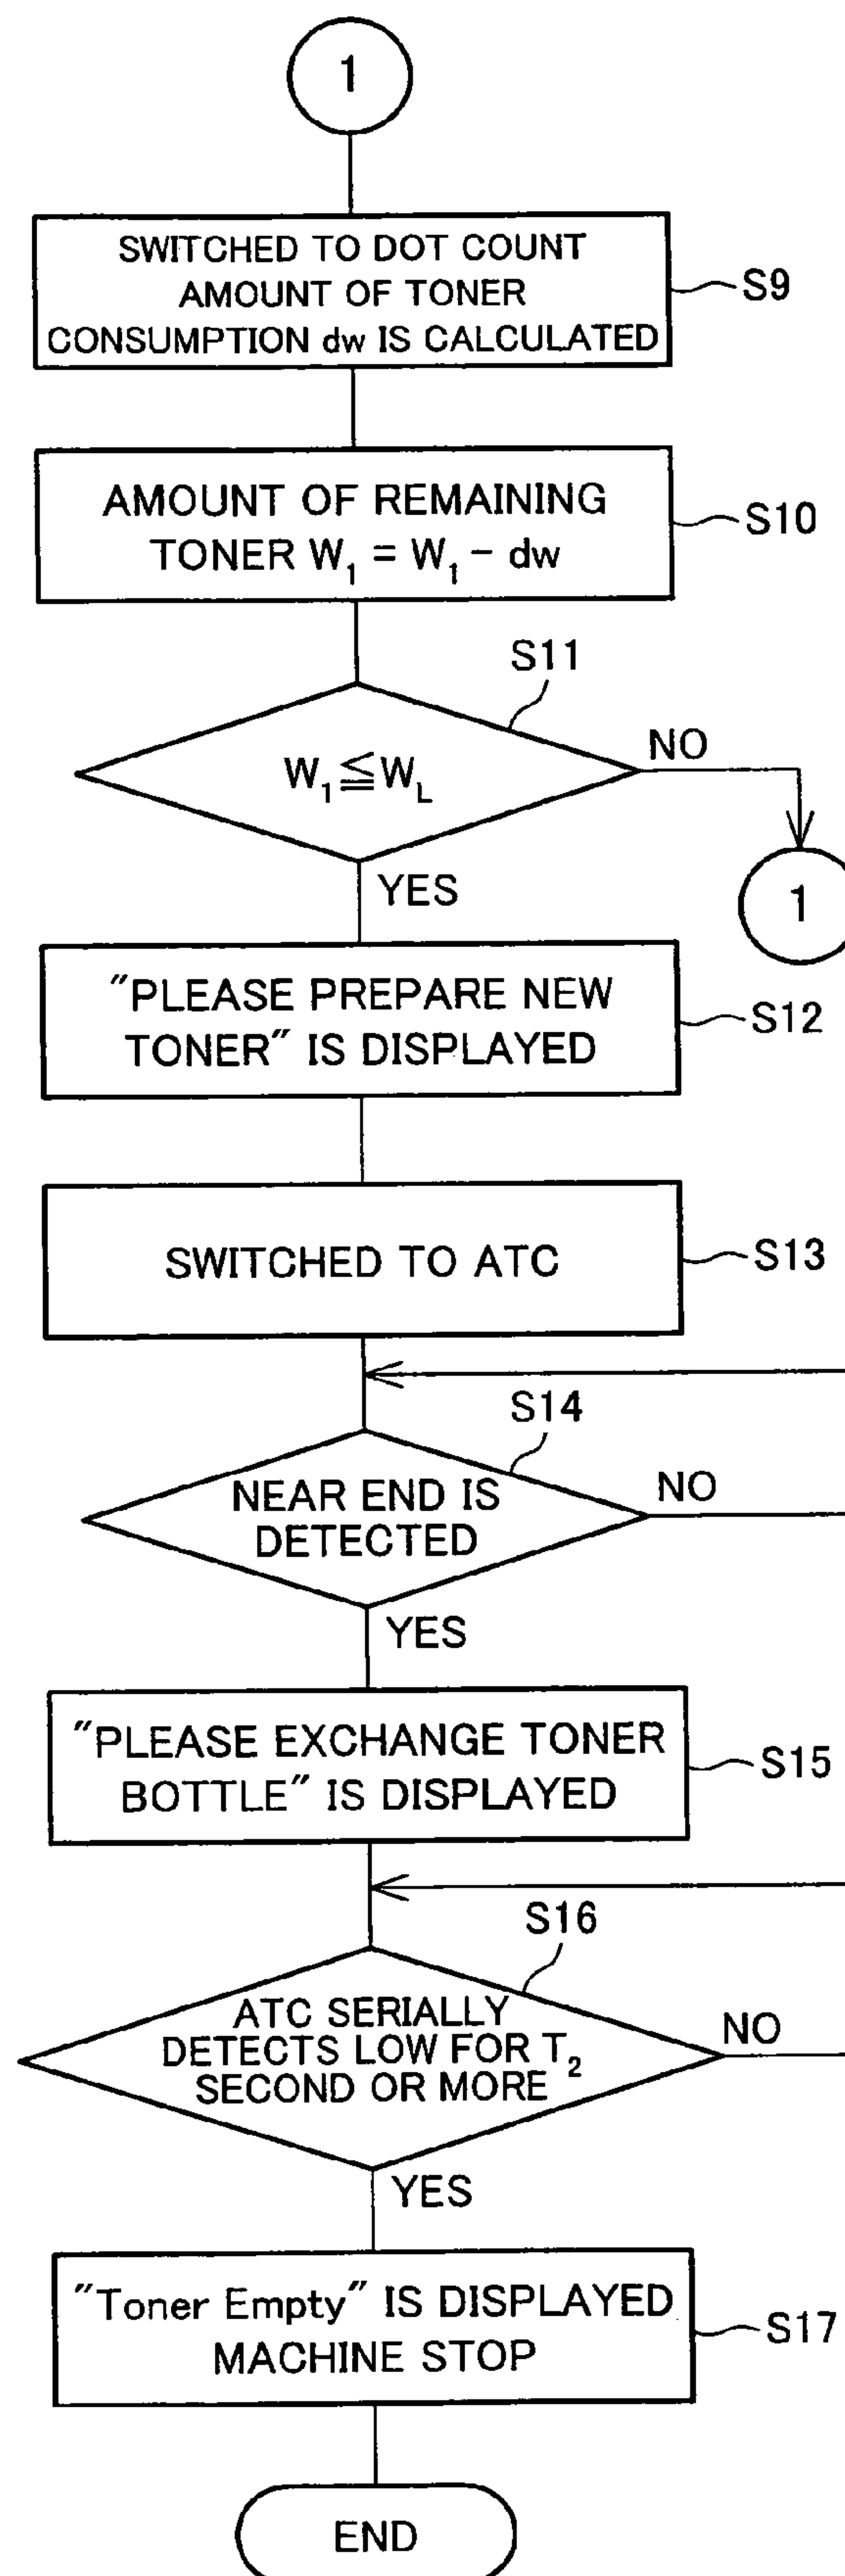 1
SWITCHED TO DOT COUNT
AMOUNT OF TONER
CONSUMPTION dw IS CALCULATED
S9
AMOUNT OF REMAINING
TONER W₁ = W₁ - dw
S10
S11
W₁≦W_L
NO
1
YES
"PLEASE PREPARE NEW
TONER" IS DISPLAYED
S12
SWITCHED TO ATC
S13
S14
NEAR END IS
DETECTED
NO
YES
"PLEASE EXCHANGE TONER
BOTTLE" IS DISPLAYED
S15
S16
ATC SERIALLY
DETECTS LOW FOR T₂
SECOND OR MORE
NO
YES
"Toner Empty" IS DISPLAYED
MACHINE STOP
S17
END